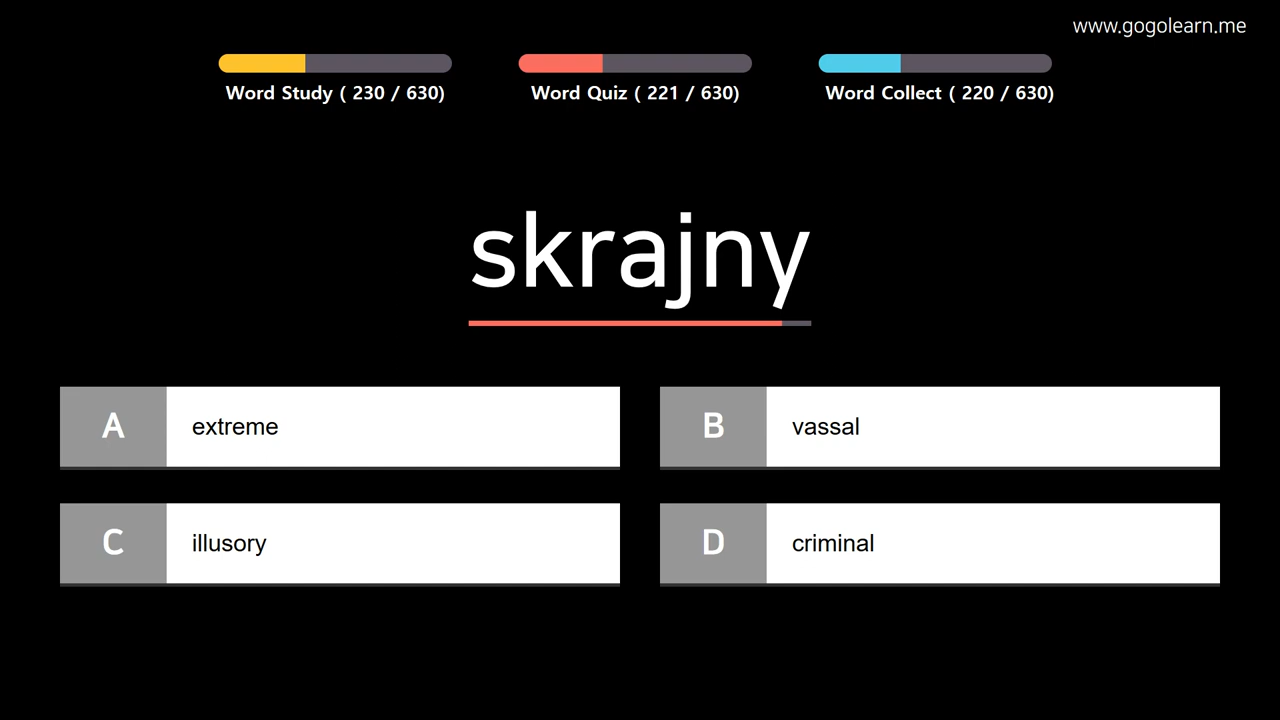 www.gogolearn.me
Word Study ( 230 / 630)
Word Quiz ( 221 / 630)
Word Collect ( 220 / 630)
skrajny
A extreme
B vassal
C illusory
D criminal